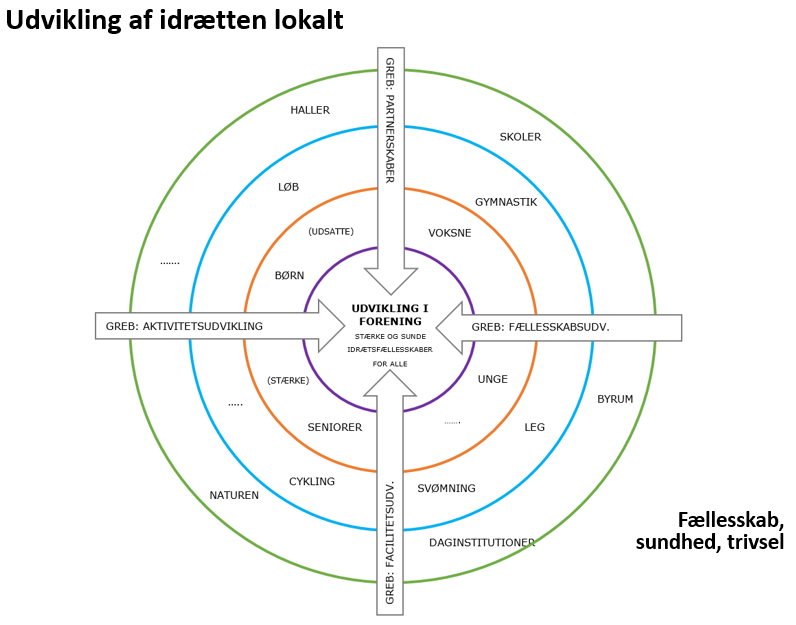 Udvikling af idrætten lokalt
GREB: PARTNERSKABER
HALLER
SKOLER
LØB
GYMNASTIK
(UDSATTE)
VOKSNE
…….
BØRN
UDVIKLING I
FORENING
STÆRKE OG SUNDE
IDRÆTSFÆLLESSKABER
FOR ALLE
GREB: AKTIVITETSUDVIKLING
GREB: FÆLLESSKABSUDV.
(STÆRKE)
UNGE
…..
BYRUM
SENIORER
…….
LEG
CYKLING
SVØMNING
NATUREN
GREB: FACILITETSUDV.
DAGINSTITUTIONER
Fællesskab,
sundhed, trivsel